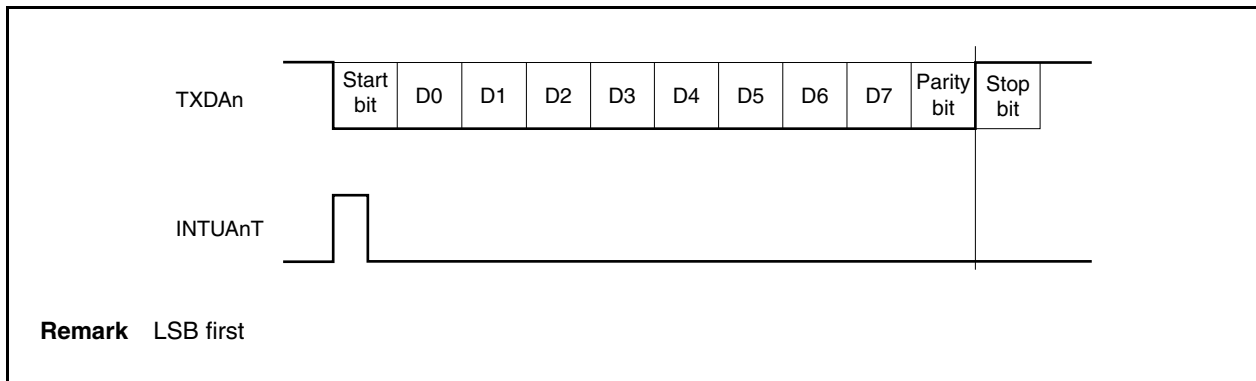 TXDAn
Start bit
D0
D1
D2
D3
D4
D5
D6
D7
Parity bit
Stop bit
INTUAnT
Remark LSB first